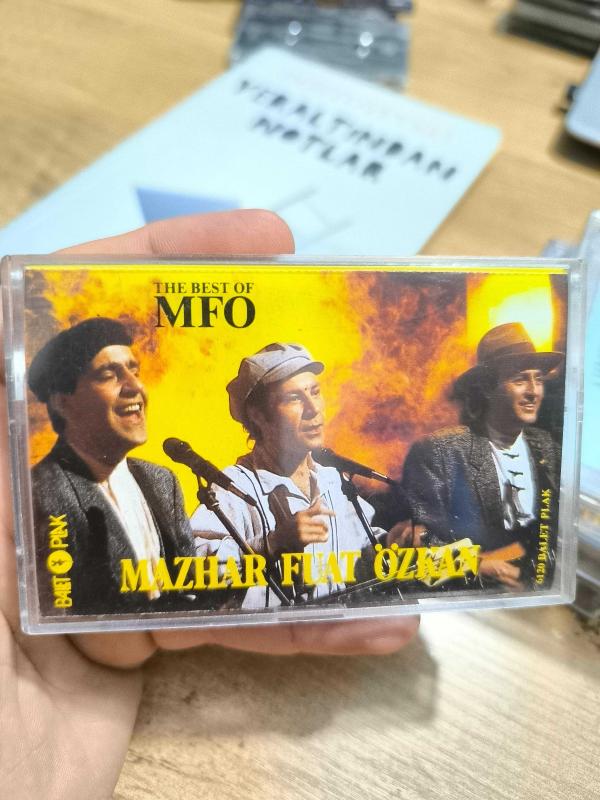 YERALTINDAN
NOTLAR
THE BEST OF
MFO
BALET PLAK
MAZHAR FUAT ÖZKAN
6120 BALET PLAK